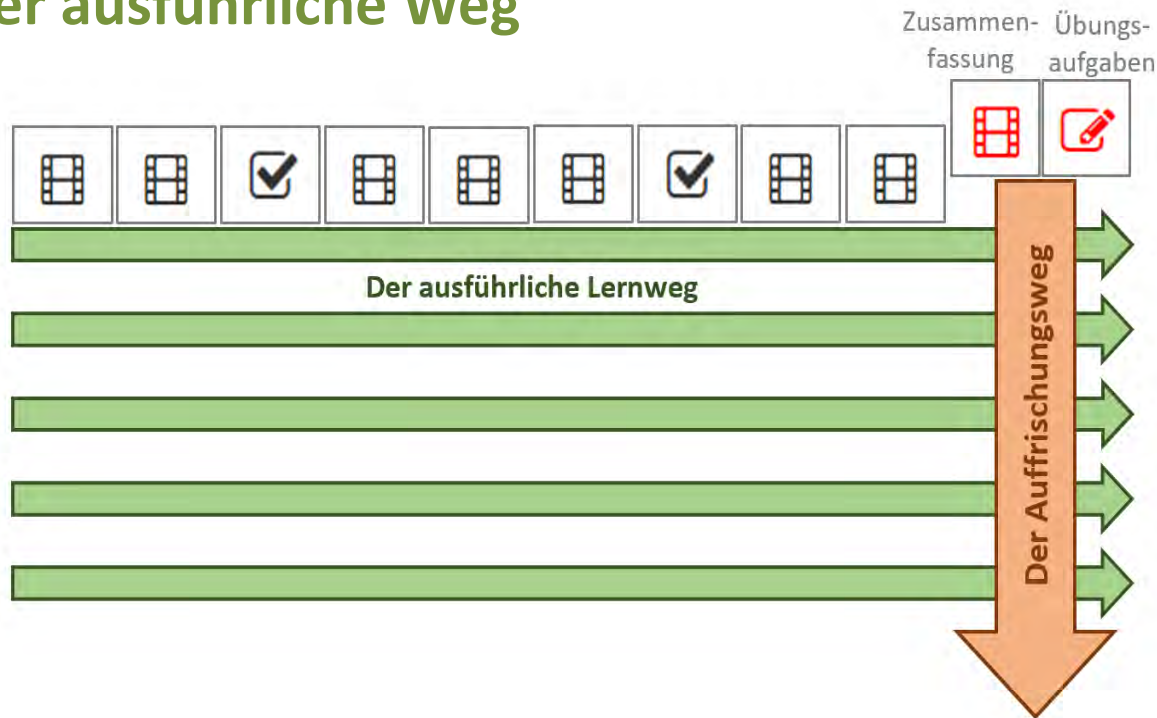 er ausführliche Weg
Zusammen-
fassung
Übungs-
aufgaben
Der ausführliche Lernweg
Der Auffrischungsweg